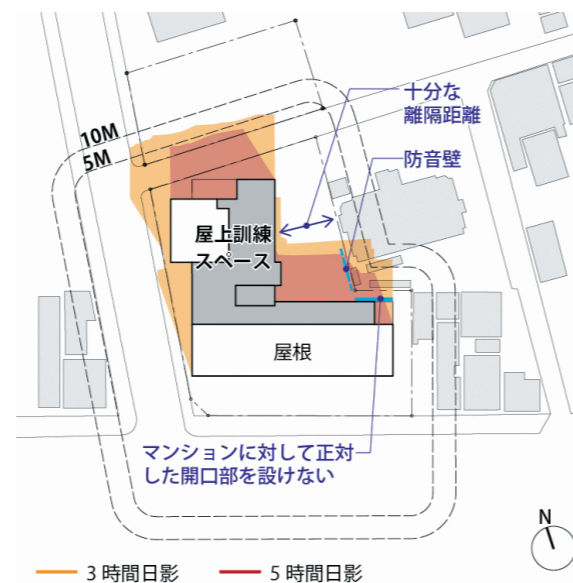 十分な
離隔距離
10M
5M
防音壁
屋上訓練
スペース
屋根
マンションに対して正対
した開口部を設けない
N
3時間日影
5時間日影